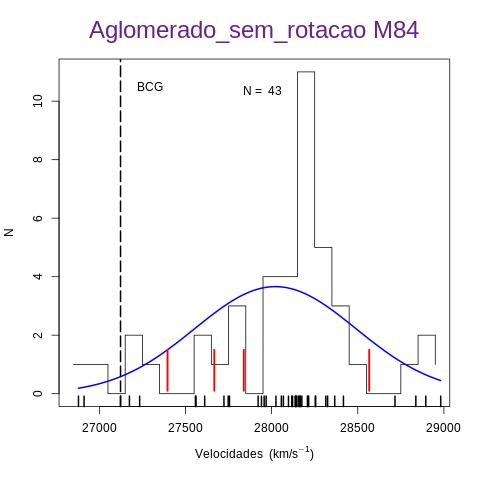 Aglomerado_sem_rotacao M84
BCG
N = 43
N
0
2
4
6
8
10
27000
27500
28000
28500
29000
Velocidades (km/s⁻¹)